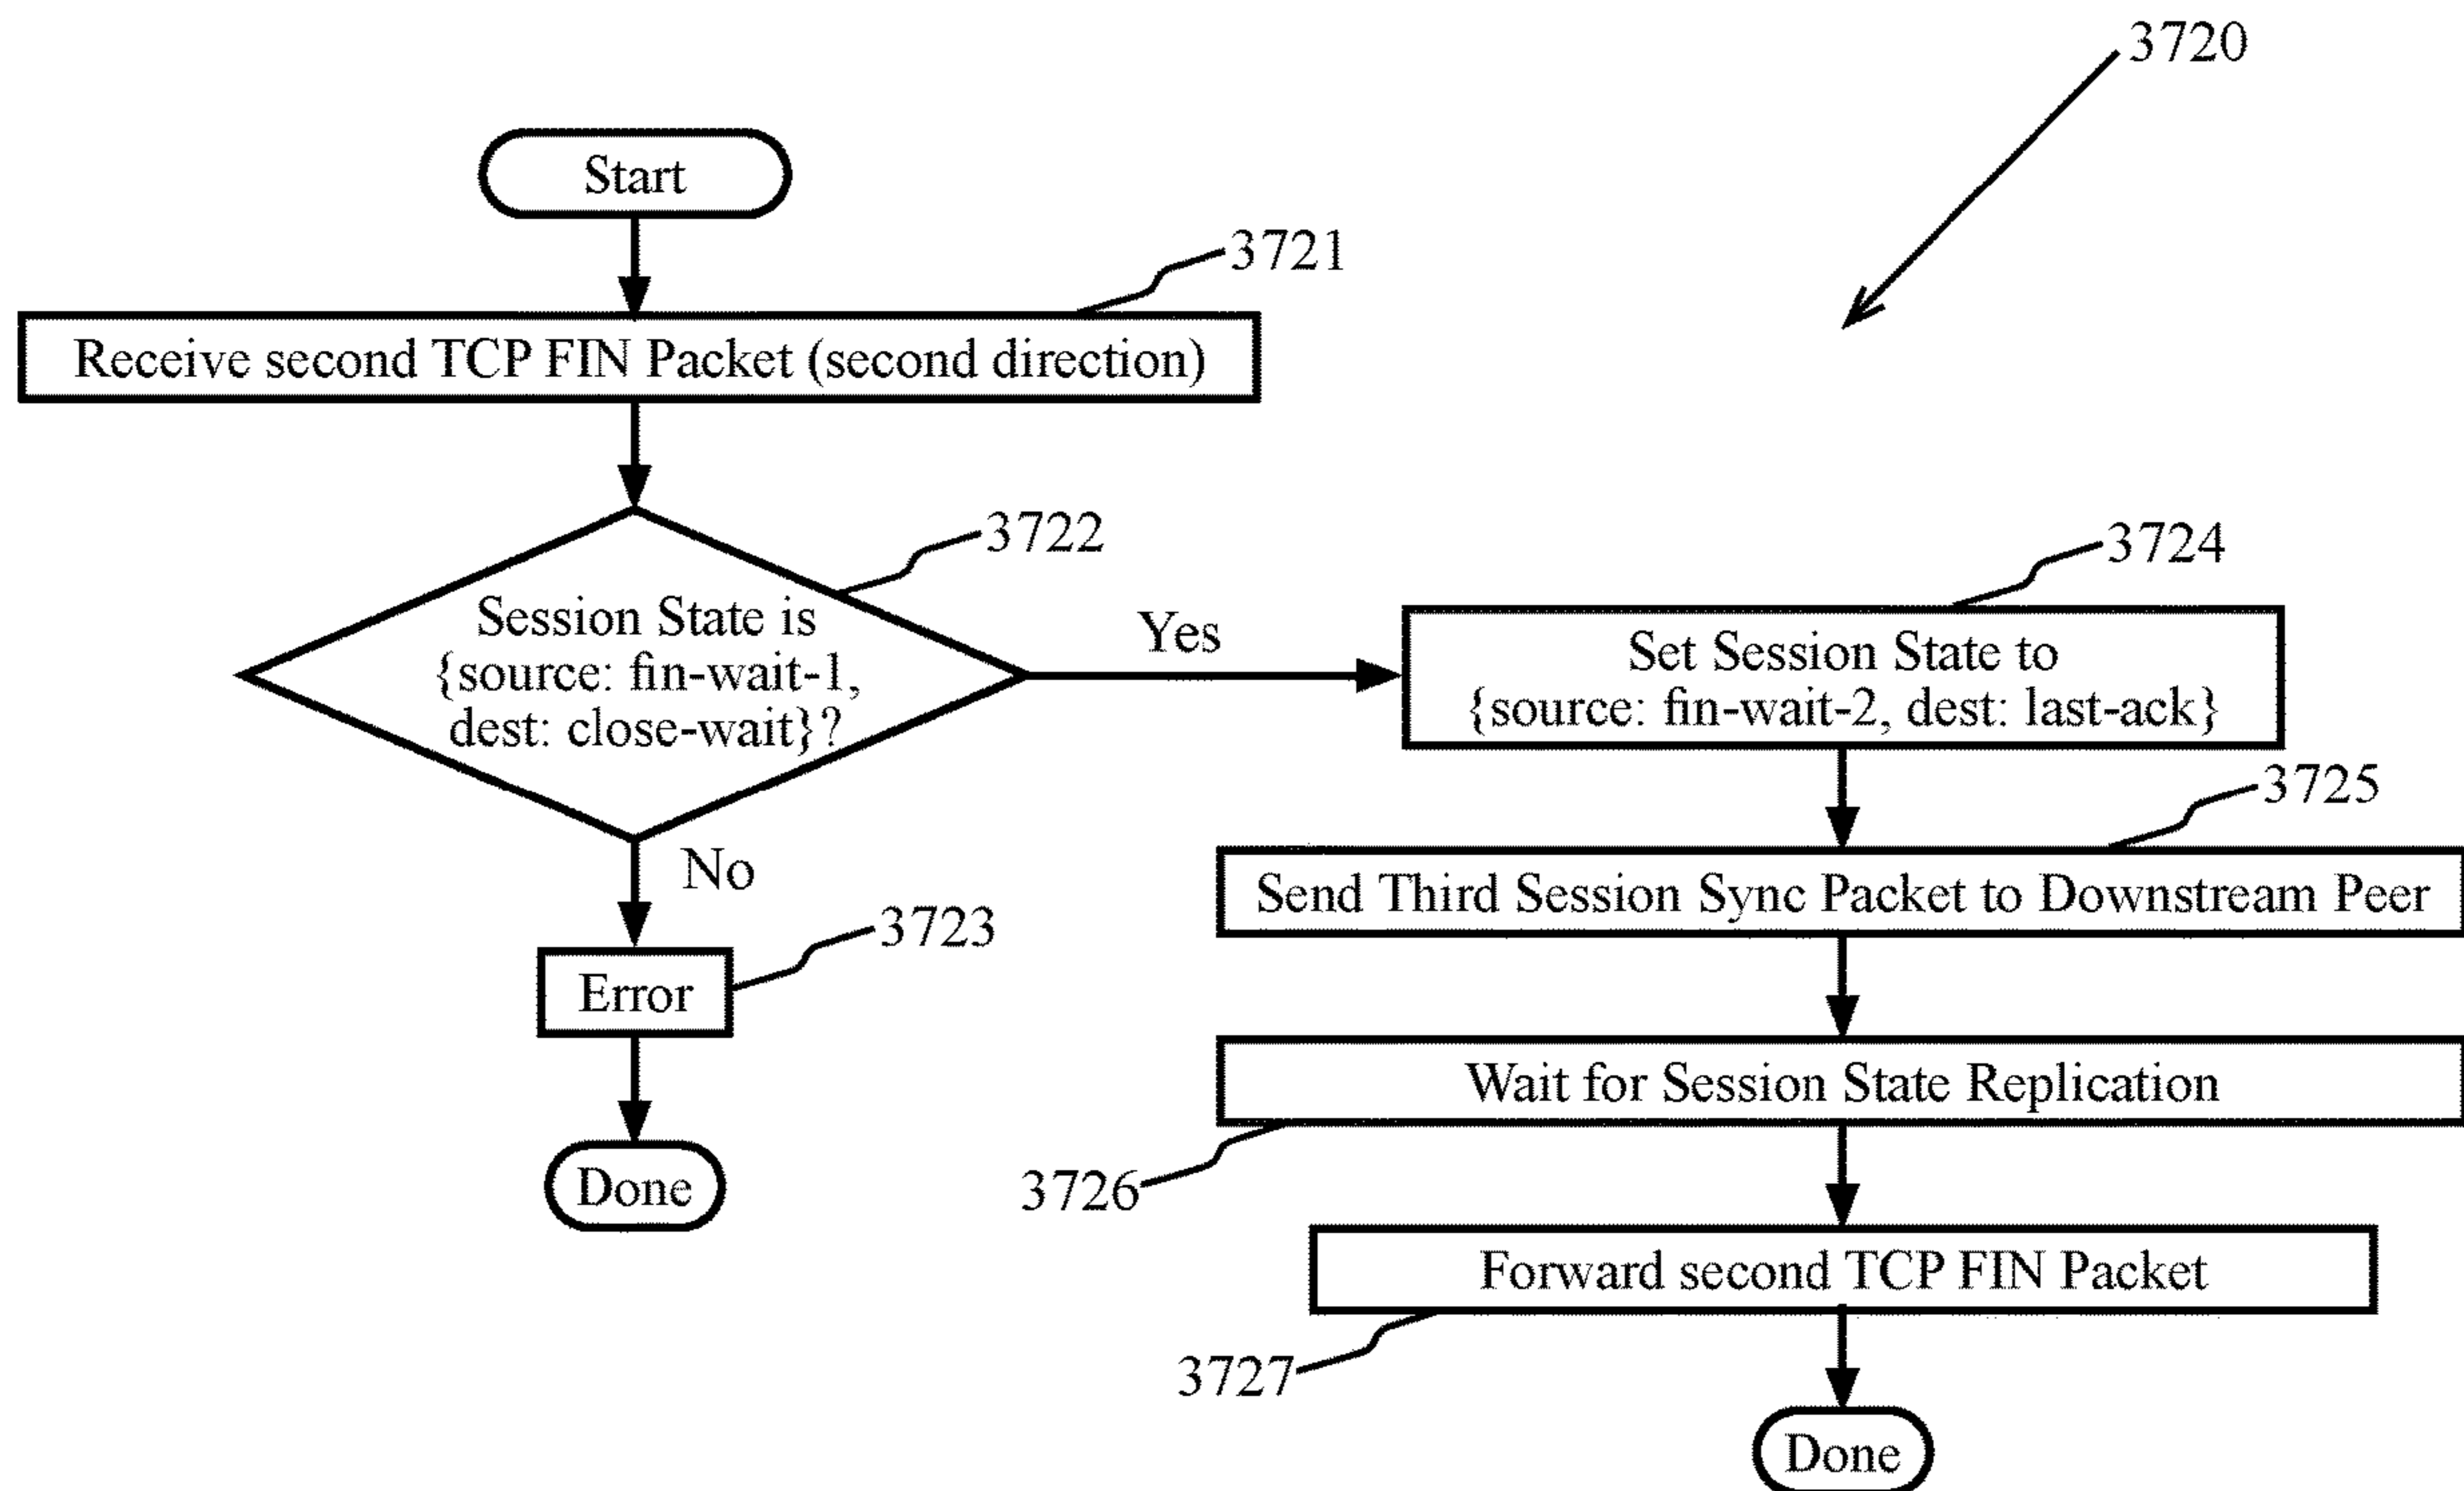 3720
Start
3721
Receive second TCP FIN Packet (second direction)
3722
Session State is
{source: fin-wait-1,
dest: close-wait}?
Yes
3724
Set Session State to
{source: fin-wait-2, dest: last-ack}
3725
Send Third Session Sync Packet to Downstream Peer
No
3723
Error
Done
Wait for Session State Replication
3726
Forward second TCP FIN Packet
3727
Done